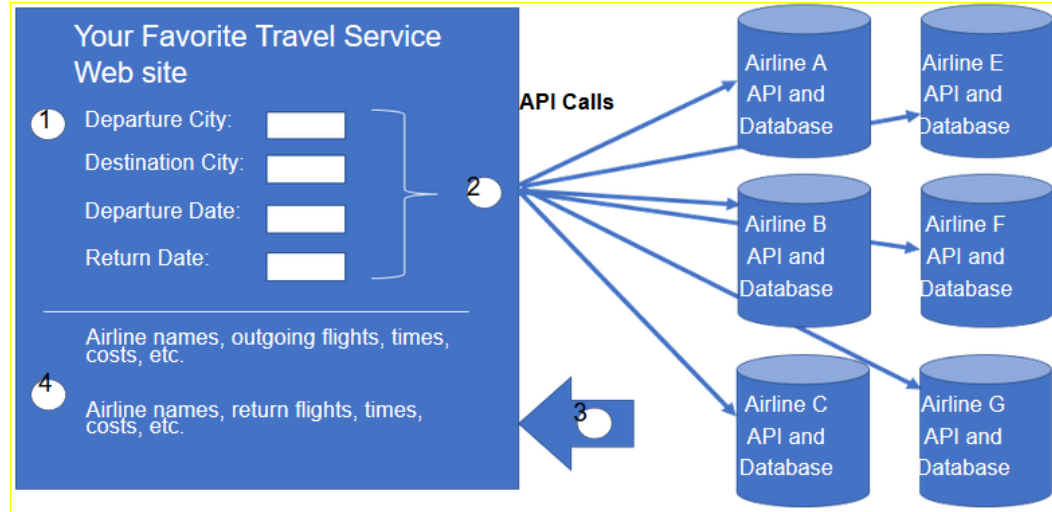 Your Favorite Travel Service
Web site
1
Departure City:
Destination City:
Departure Date:
Return Date:
2
API Calls
Airline names, outgoing flights, times,
costs, etc.
4
Airline names, return flights, times,
costs, etc.
3
Airline A
API and
Database
Airline E
API and
Database
Airline B
API and
Database
Airline F
API and
Database
Airline C
API and
Database
Airline G
API and
Database